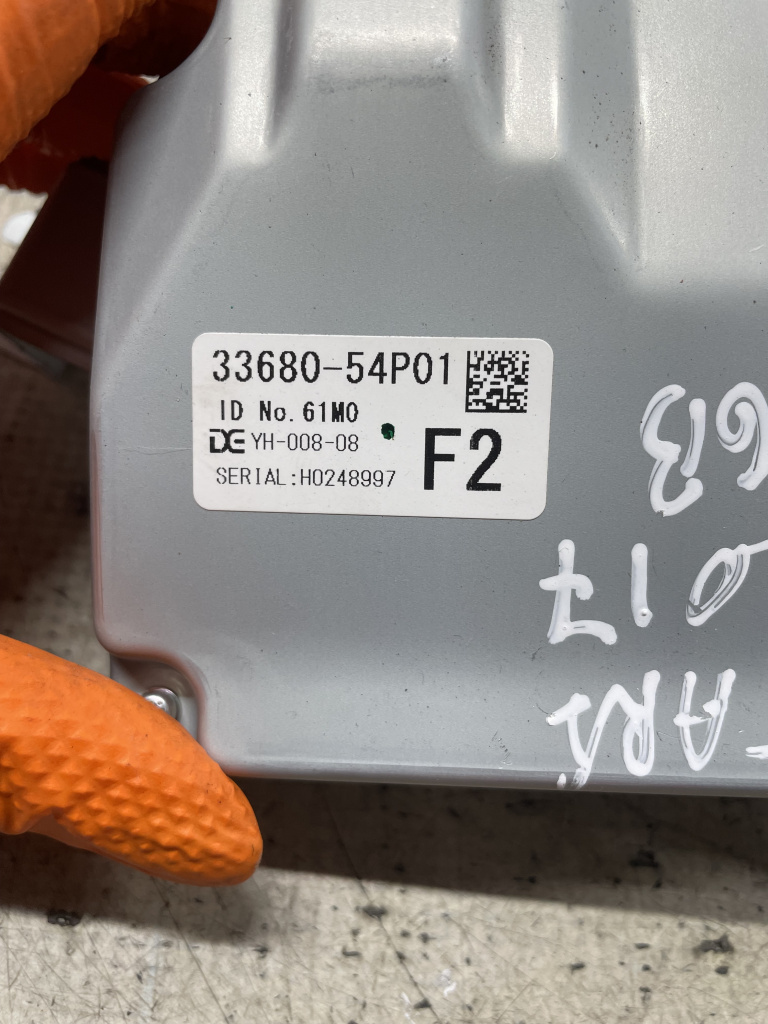 33680-54P01
ID No. 61M0
DE YH-008-08
F2
SERIAL:H0248997